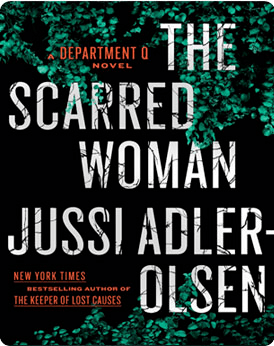 THE
A DEPARTMENT Q
NOVEL
SCARRED
WOMAN
JUSSI ADLER-
OLSEN
NEW YORK TIMES
BESTSELLING AUTHOR OF
THE KEEPER OF LOST CAUSES